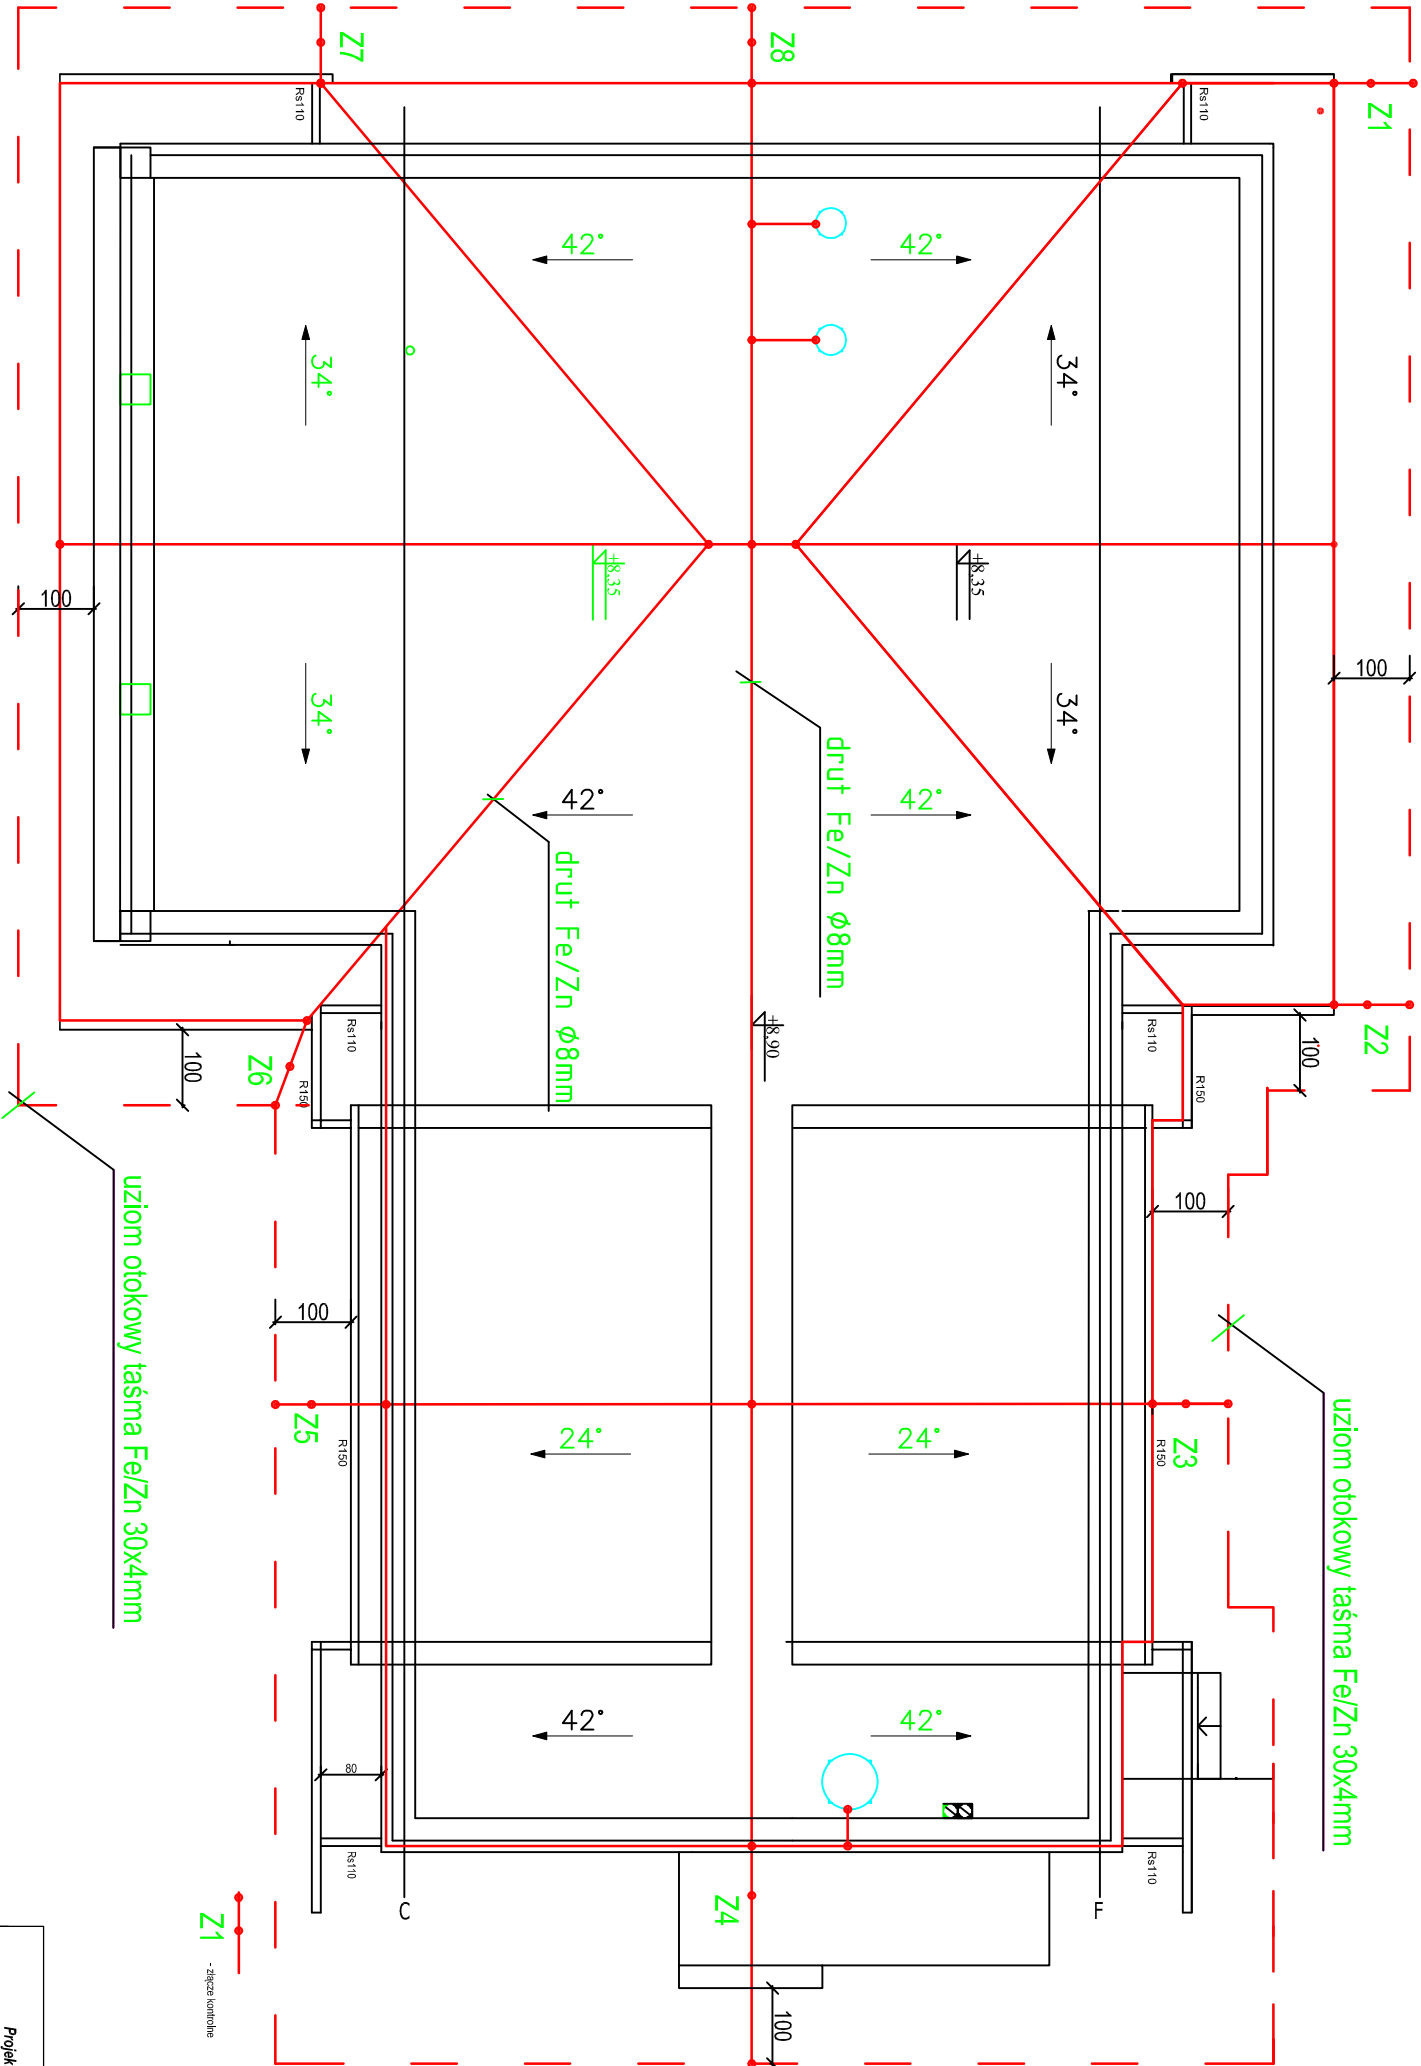 Z7
Z8
Z1
Rs110
Rs110
42°
42°
34°
34°
+8,35
+8,35
100
100
34°
34°
42°
42°
drut Fe/Zn Ø8mm
drut Fe/Zn Ø8mm
+8,90
Z6
Z2
100
100
Rs110
R150
Rs110
R150
100
100
uziom otokowy taśma Fe/Zn 30x4mm
uziom otokowy taśma Fe/Zn 30x4mm
Z5
Z3
R150
R150
24°
24°
42°
42°
80
Rs110
Rs110
C
F
Z4
Z1
- złącze kontrolne
100
Projek